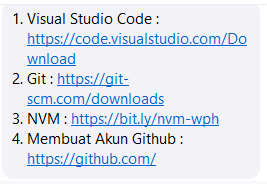 1. Visual Studio Code :
https://code.visualstudio.com/Do
wnload
2. Git : https://git-
scm.com/downloads
3. NVM : https://bit.ly/nvm-wph
4. Membuat Akun Github :
https://github.com/